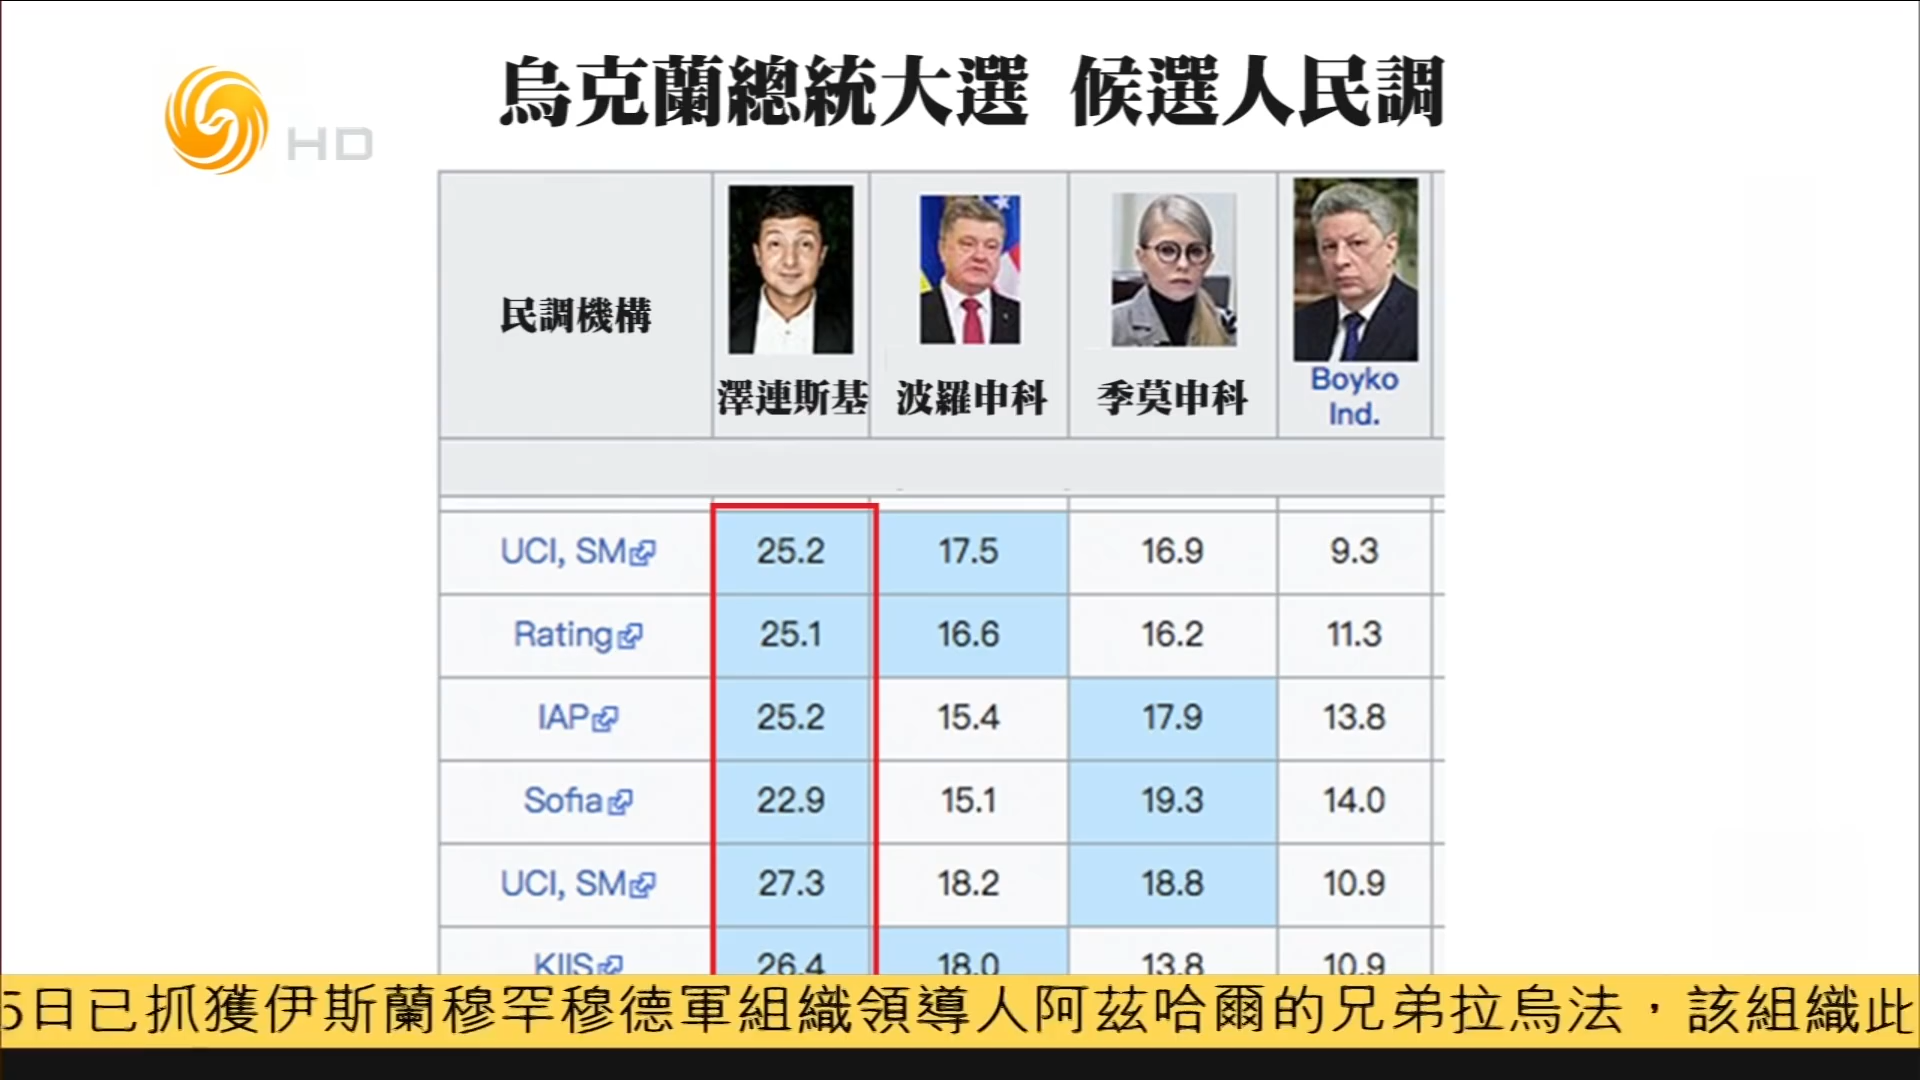 烏克蘭總統大選 候選人民調
HD
民調機構 澤連斯基 波羅申科 季莫申科 Boyko
Ind.
UCI, SM 25.2 17.5 16.9 9.3
Rating 25.1 16.6 16.2 11.3
IAP 25.2 15.4 17.9 13.8
Sofia 22.9 15.1 19.3 14.0
UCI, SM 27.3 18.2 18.8 10.9
KIIS 26.4 18.0 13.8 10.9
5日已抓獲伊斯蘭穆罕穆德軍組織領導人阿茲哈爾的兄弟拉烏法，該組織此